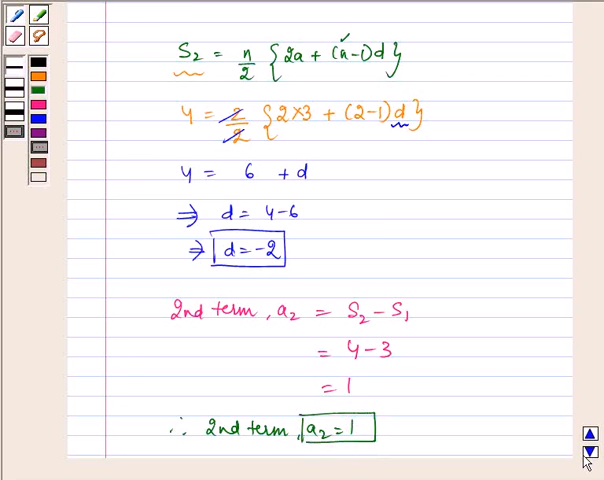 S₂ = n/2 {2a + (n-1)d}
4 = 2/2 {2×3 + (2-1)d}
4 = 6 + d
⇒ d = 4-6
⇒ d = -2
2nd term, a₂ = S₂ - S₁
= 4 - 3
= 1
∴ 2nd term, a₂ = 1